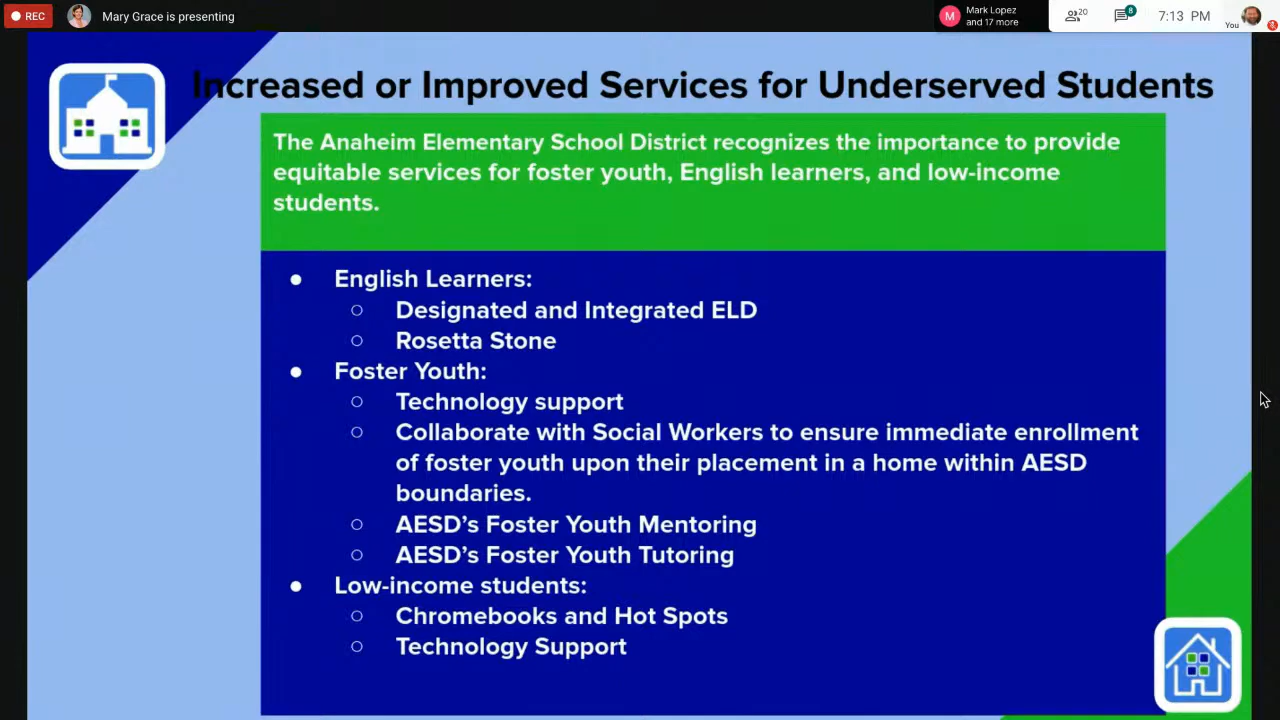 REC
Mary Grace is presenting
M
Mark Lopez
and 17 more
20
8
7:13 PM
You
Increased or Improved Services for Underserved Students
The Anaheim Elementary School District recognizes the importance to provide
equitable services for foster youth, English learners, and low-income
students.
● English Learners:
○ Designated and Integrated ELD
○ Rosetta Stone
● Foster Youth:
○ Technology support
○ Collaborate with Social Workers to ensure immediate enrollment
of foster youth upon their placement in a home within AESD
boundaries.
○ AESD’s Foster Youth Mentoring
○ AESD’s Foster Youth Tutoring
● Low-income students:
○ Chromebooks and Hot Spots
○ Technology Support